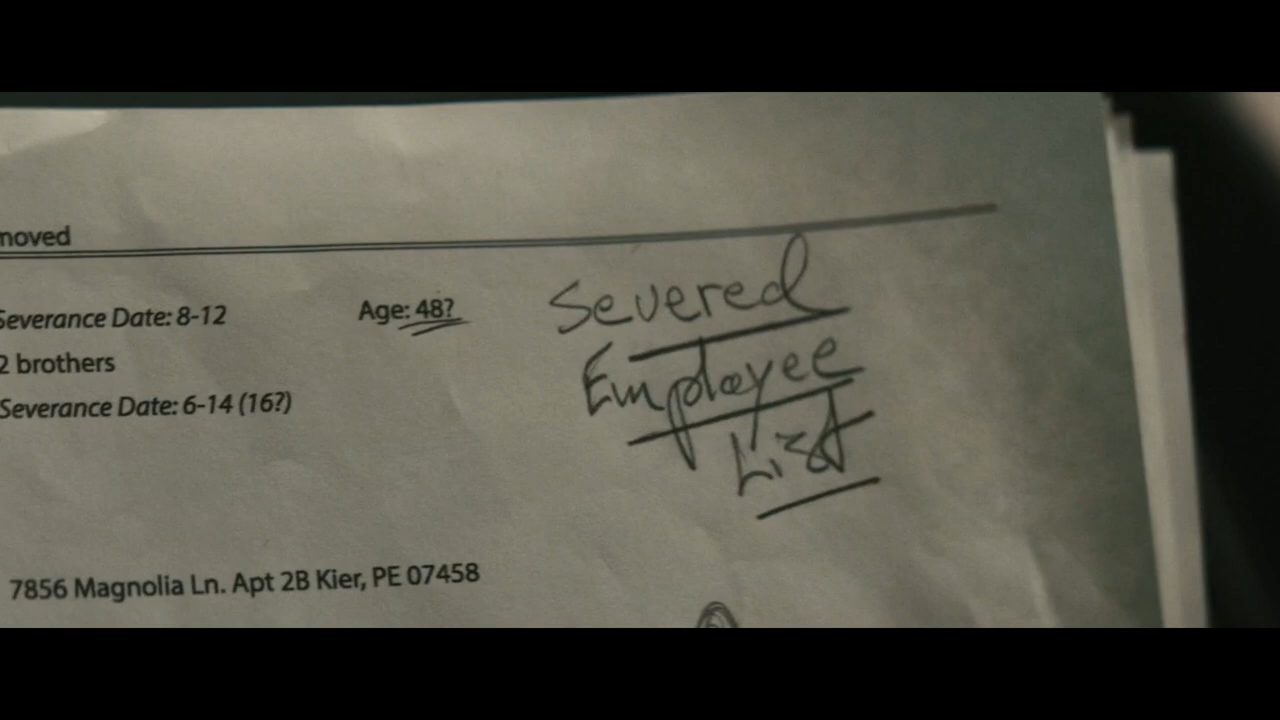 moved
Severance Date: 8-12 Age: 48?
2 brothers
Severance Date: 6-14 (16?)
Severed
Employee
List
7856 Magnolia Ln. Apt 2B Kier, PE 07458